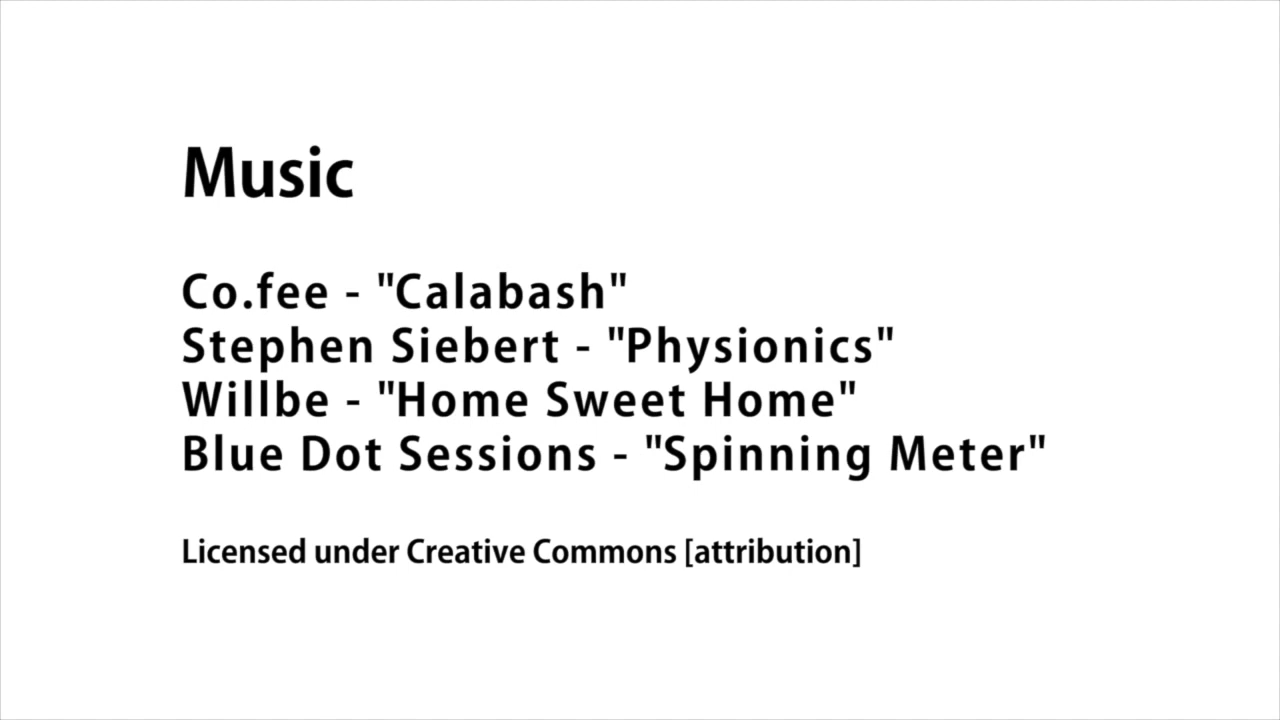 Music
Co.fee - "Calabash"
Stephen Siebert - "Physionics"
Willbe - "Home Sweet Home"
Blue Dot Sessions - "Spinning Meter"
Licensed under Creative Commons [attribution]